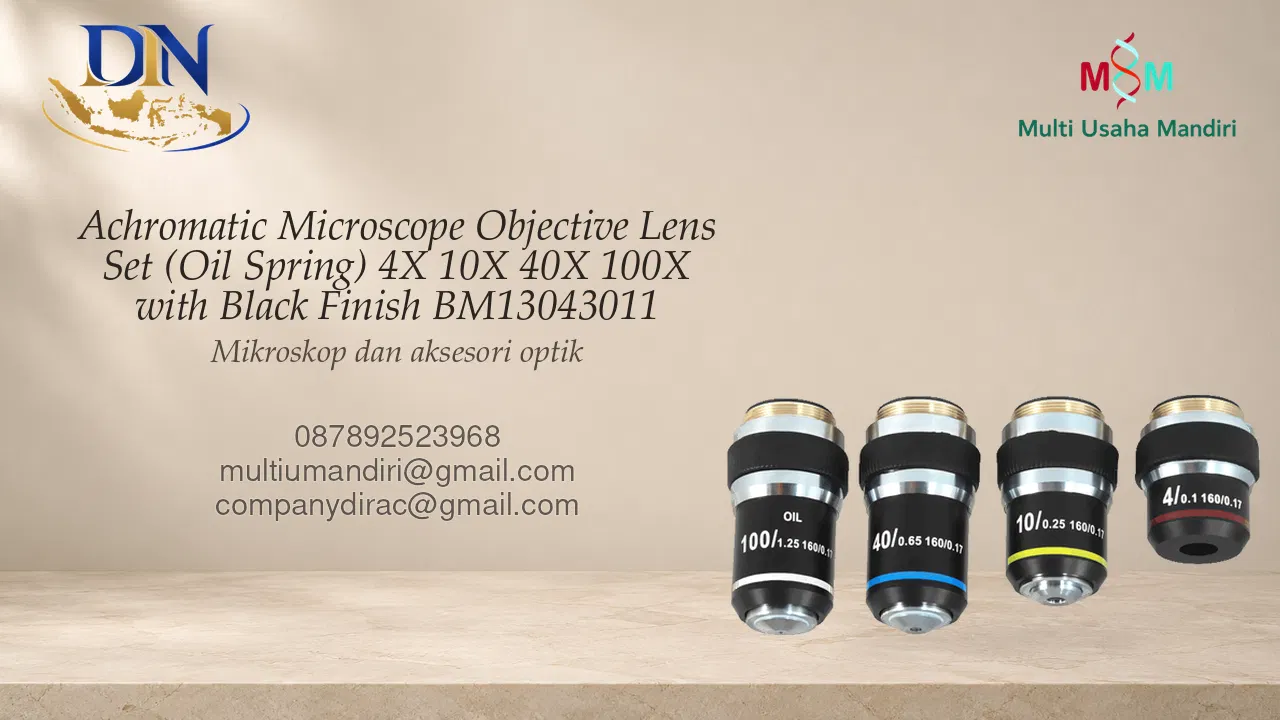 DIN
M8M
Multi Usaha Mandiri
Achromatic Microscope Objective Lens
Set (Oil Spring) 4X 10X 40X 100X
with Black Finish BM13043011
Mikroskop dan aksesori optik
087892523968
multiumandiri@gmail.com
companydirac@gmail.com
OIL
100/1.25 160/0.17
40/0.65 160/0.17
10/0.25 160/0.17
4/0.1 160/0.17